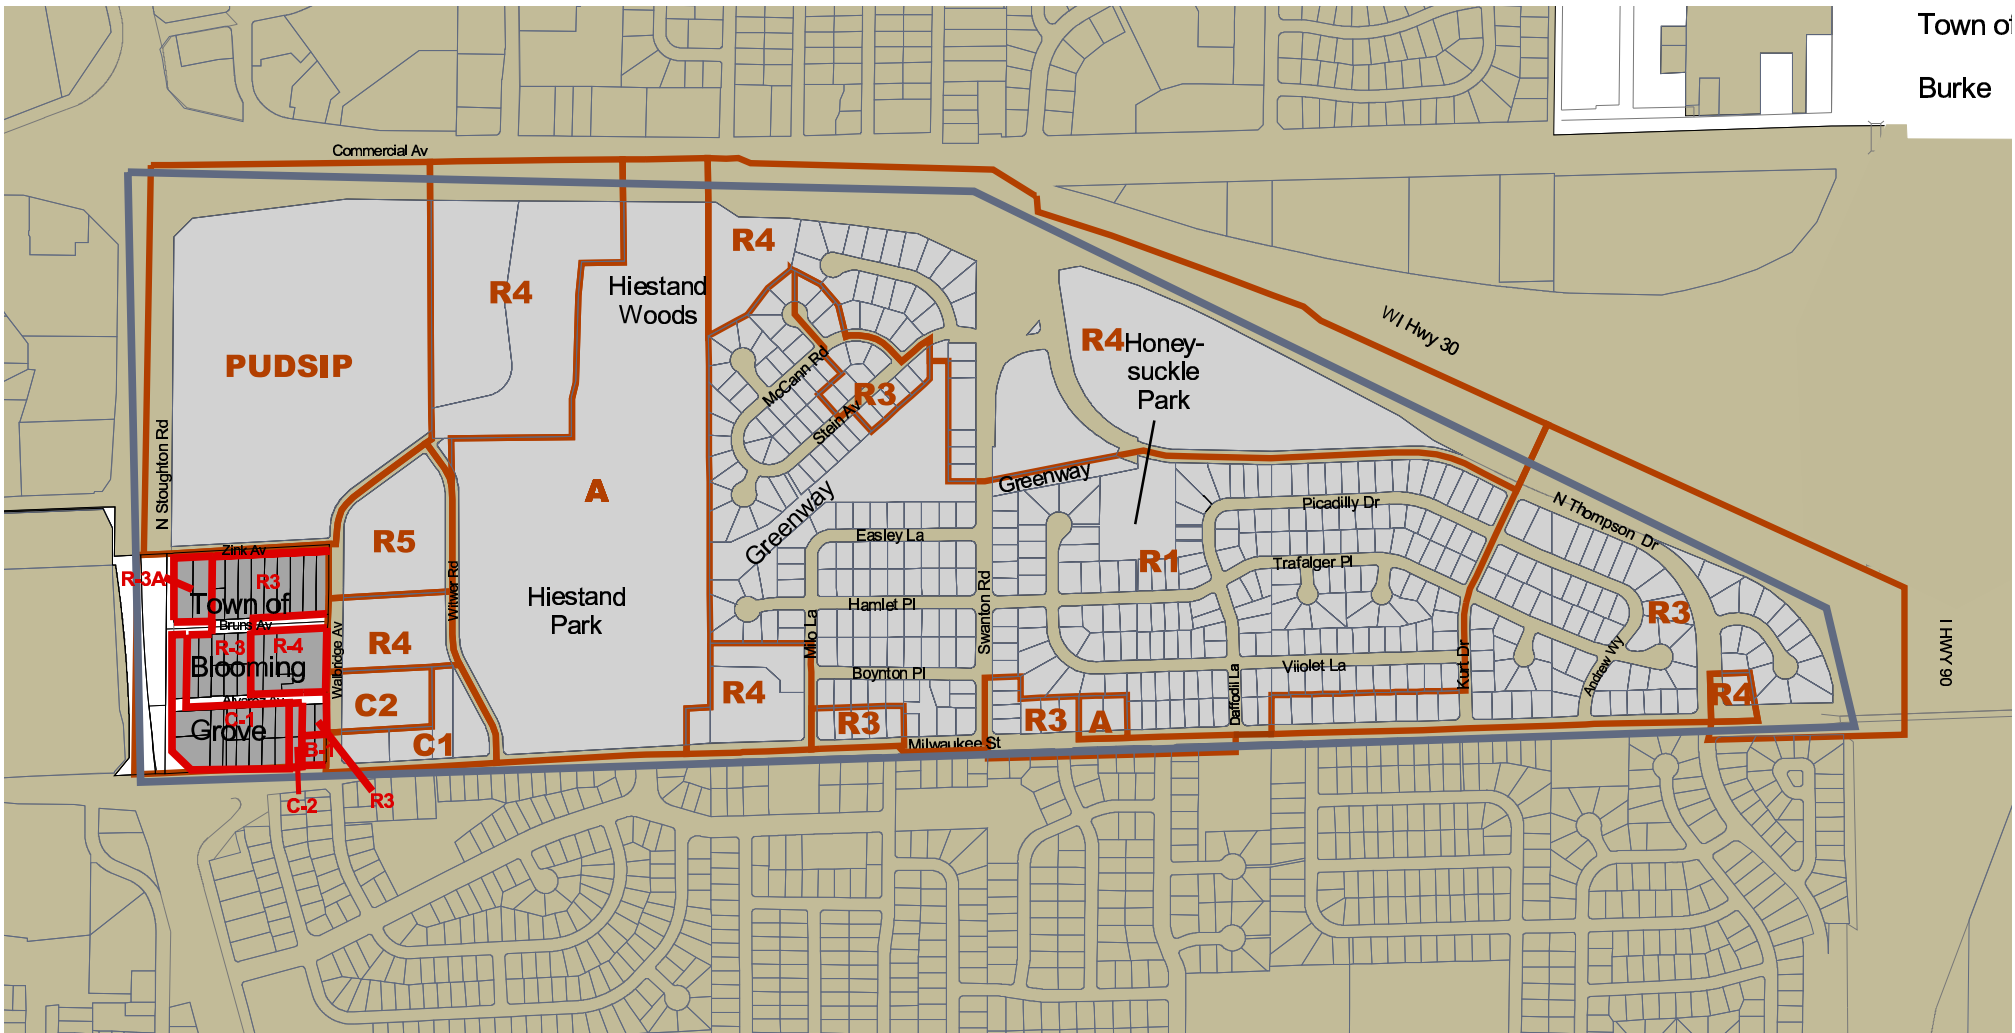 Town of
Burke
Commercial Av
R4
Hiestand
Woods
R4
WI Hwy 30
R4
Honey-
suckle
Park
PUDSIP
McCann Rd
R3
Stein Av
N Stoughton Rd
A
Greenway
Greenway
Picadilly Dr
N Thompson Dr
R5
Easley La
Zink Av
R-3A
R3
Town of
Bruns Av
Witwer Rd
Hiestand
Park
Hamlet Pl
Swanton Rd
R1
Trafalger Pl
R3
R-3
R-4
Blooming
R4
Walbridge Av
Milo La
Boynton Pl
Viiolet La
Kurt Dr
Andrew Wy
I HWY 90
Alvarez Av
C-1
Grove
C2
R4
R3
R3
A
Daffodil La
R4
B-1
C1
Milwaukee St
C-2
R3